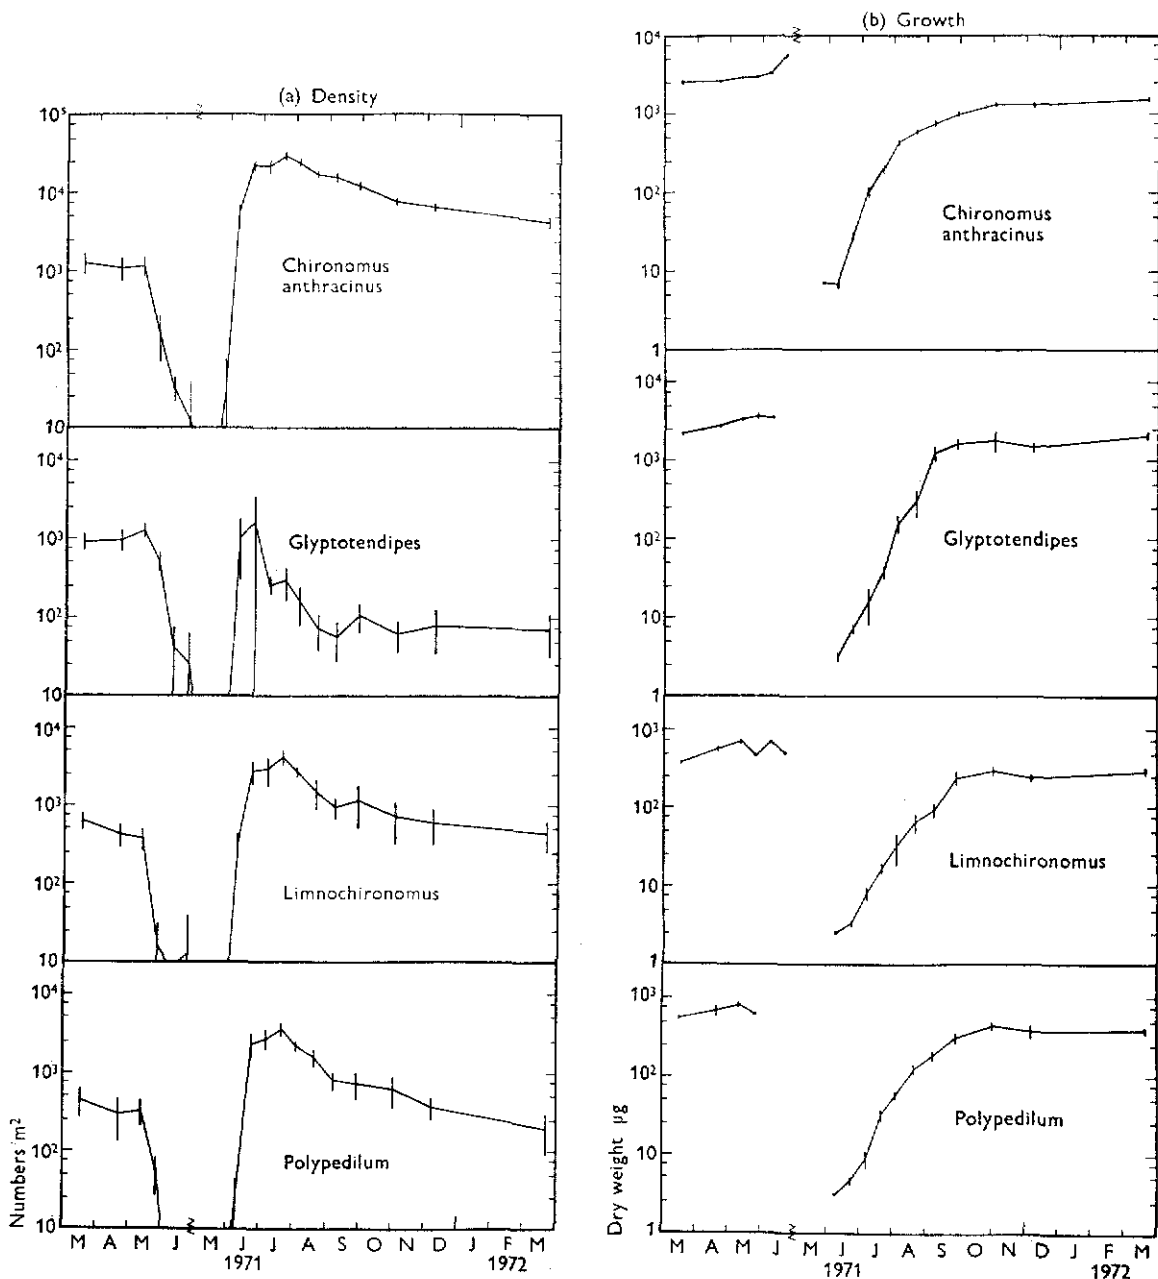 (b) Growth
(a) Density
10⁵
10⁴
10³
10²
10
Chironomus
anthracinus
10⁴
10³
10²
10
1
Chironomus
anthracinus
10⁴
10³
10²
10
Glyptotendipes
10⁴
10³
10²
10
1
Glyptotendipes
10⁴
10³
10²
10
Limnochironomus
10³
10²
10
1
Limnochironomus
10⁴
10³
10²
10
Polypedilum
10³
10²
10
1
Polypedilum
Numbers/m²
Dry weight µg
M A M J M J J A S O N D J F M
1971 1972
M A M J M J J A S O N D J F M
1971 1972